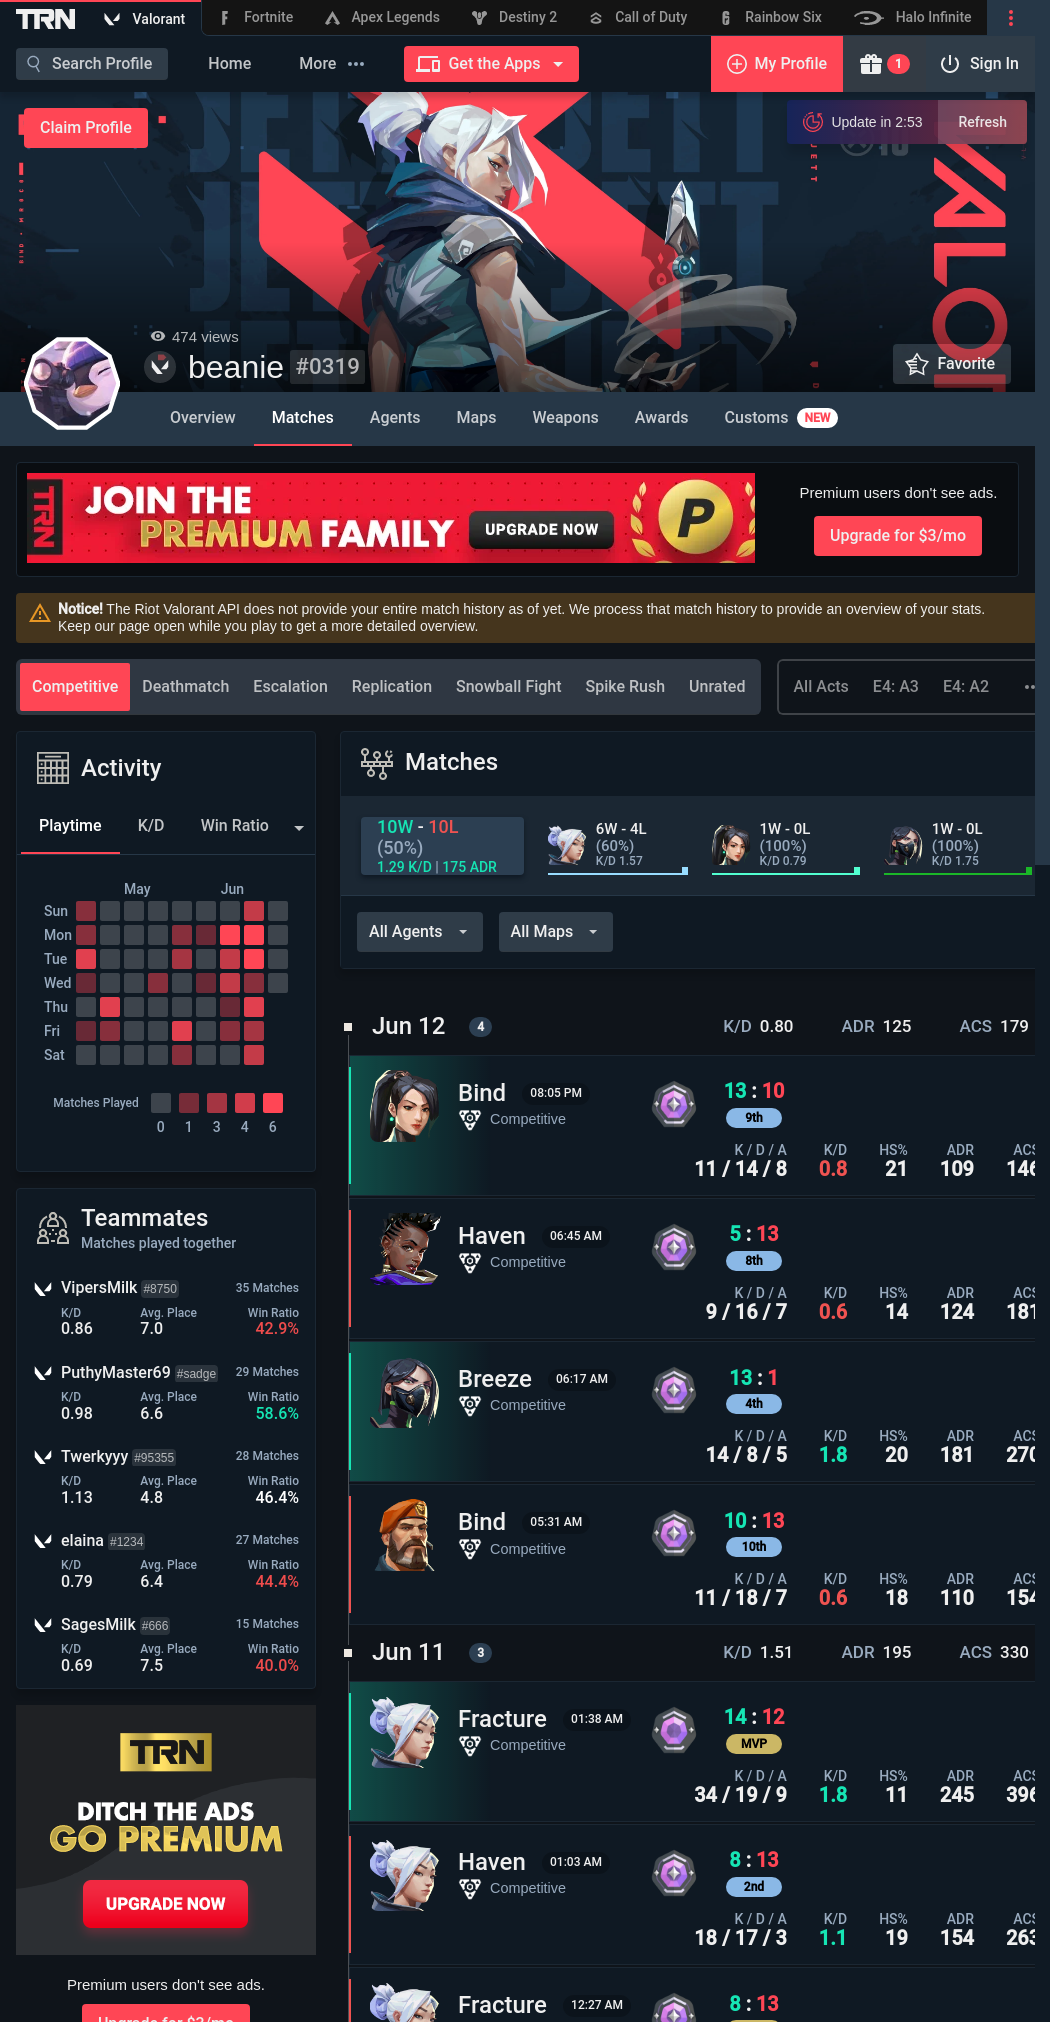 TRN Valorant Fortnite Apex Legends Destiny 2 Call of Duty Rainbow Six Halo Infinite
Search Profile Home More Get the Apps My Profile 1 Sign In
Claim Profile
Update in 2:53 Refresh
JETT
474 views
beanie #0319
Favorite
Overview Matches Agents Maps Weapons Awards Customs NEW
TRN
JOIN THE
PREMIUM FAMILY
UPGRADE NOW
P
Premium users don't see ads.
Upgrade for $3/mo
Notice! The Riot Valorant API does not provide your entire match history as of yet. We process that match history to provide an overview of your stats.
Keep our page open while you play to get a more detailed overview.
Competitive Deathmatch Escalation Replication Snowball Fight Spike Rush Unrated
All Acts E4: A3 E4: A2
Activity
Playtime K/D Win Ratio
May Jun
Sun
Mon
Tue
Wed
Thu
Fri
Sat
Matches Played
0 1 3 4 6
Teammates
Matches played together
VipersMilk #8750 35 Matches
K/D Avg. Place Win Ratio
0.86 7.0 42.9%
PuthyMaster69 #sadge 29 Matches
K/D Avg. Place Win Ratio
0.98 6.6 58.6%
Twerkyyy #95355 28 Matches
K/D Avg. Place Win Ratio
1.13 4.8 46.4%
elaina #1234 27 Matches
K/D Avg. Place Win Ratio
0.79 6.4 44.4%
SagesMilk #666 15 Matches
K/D Avg. Place Win Ratio
0.69 7.5 40.0%
TRN
DITCH THE ADS
GO PREMIUM
UPGRADE NOW
Premium users don't see ads.
Upgrade for $3/mo
Matches
10W - 10L
(50%)
1.29 K/D | 175 ADR
6W - 4L
(60%)
K/D 1.57
1W - 0L
(100%)
K/D 0.79
1W - 0L
(100%)
K/D 1.75
All Agents All Maps
Jun 12 4 K/D 0.80 ADR 125 ACS 179
Bind 08:05 PM 13 : 10
Competitive 9th
K / D / A K/D HS% ADR ACS
11 / 14 / 8 0.8 21 109 146
Haven 06:45 AM 5 : 13
Competitive 8th
K / D / A K/D HS% ADR ACS
9 / 16 / 7 0.6 14 124 181
Breeze 06:17 AM 13 : 1
Competitive 4th
K / D / A K/D HS% ADR ACS
14 / 8 / 5 1.8 20 181 270
Bind 05:31 AM 10 : 13
Competitive 10th
K / D / A K/D HS% ADR ACS
11 / 18 / 7 0.6 18 110 154
Jun 11 3 K/D 1.51 ADR 195 ACS 330
Fracture 01:38 AM 14 : 12
Competitive MVP
K / D / A K/D HS% ADR ACS
34 / 19 / 9 1.8 11 245 396
Haven 01:03 AM 8 : 13
Competitive 2nd
K / D / A K/D HS% ADR ACS
18 / 17 / 3 1.1 19 154 263
Fracture 12:27 AM 8 : 13